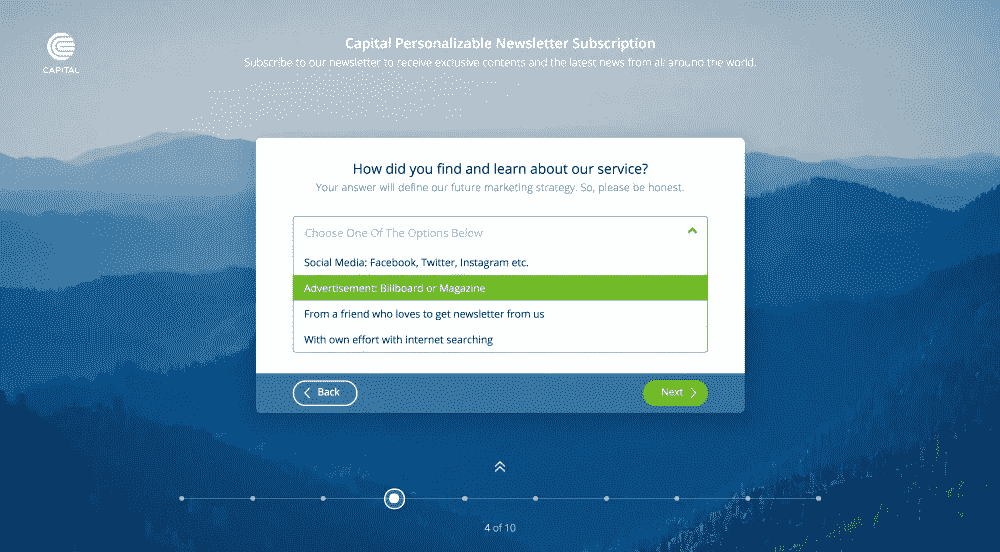 CAPITAL
Capital Personalizable Newsletter Subscription
Subscribe to our newsletter to receive exclusive contents and the latest news from all around the world.
How did you find and learn about our service?
Your answer will define our future marketing strategy. So, please be honest.
Choose One Of The Options Below
Social Media: Facebook, Twitter, Instagram etc.
Advertisement: Billboard or Magazine
From a friend who loves to get newsletter from us
With own effort with internet searching
Back
Next
4 of 10